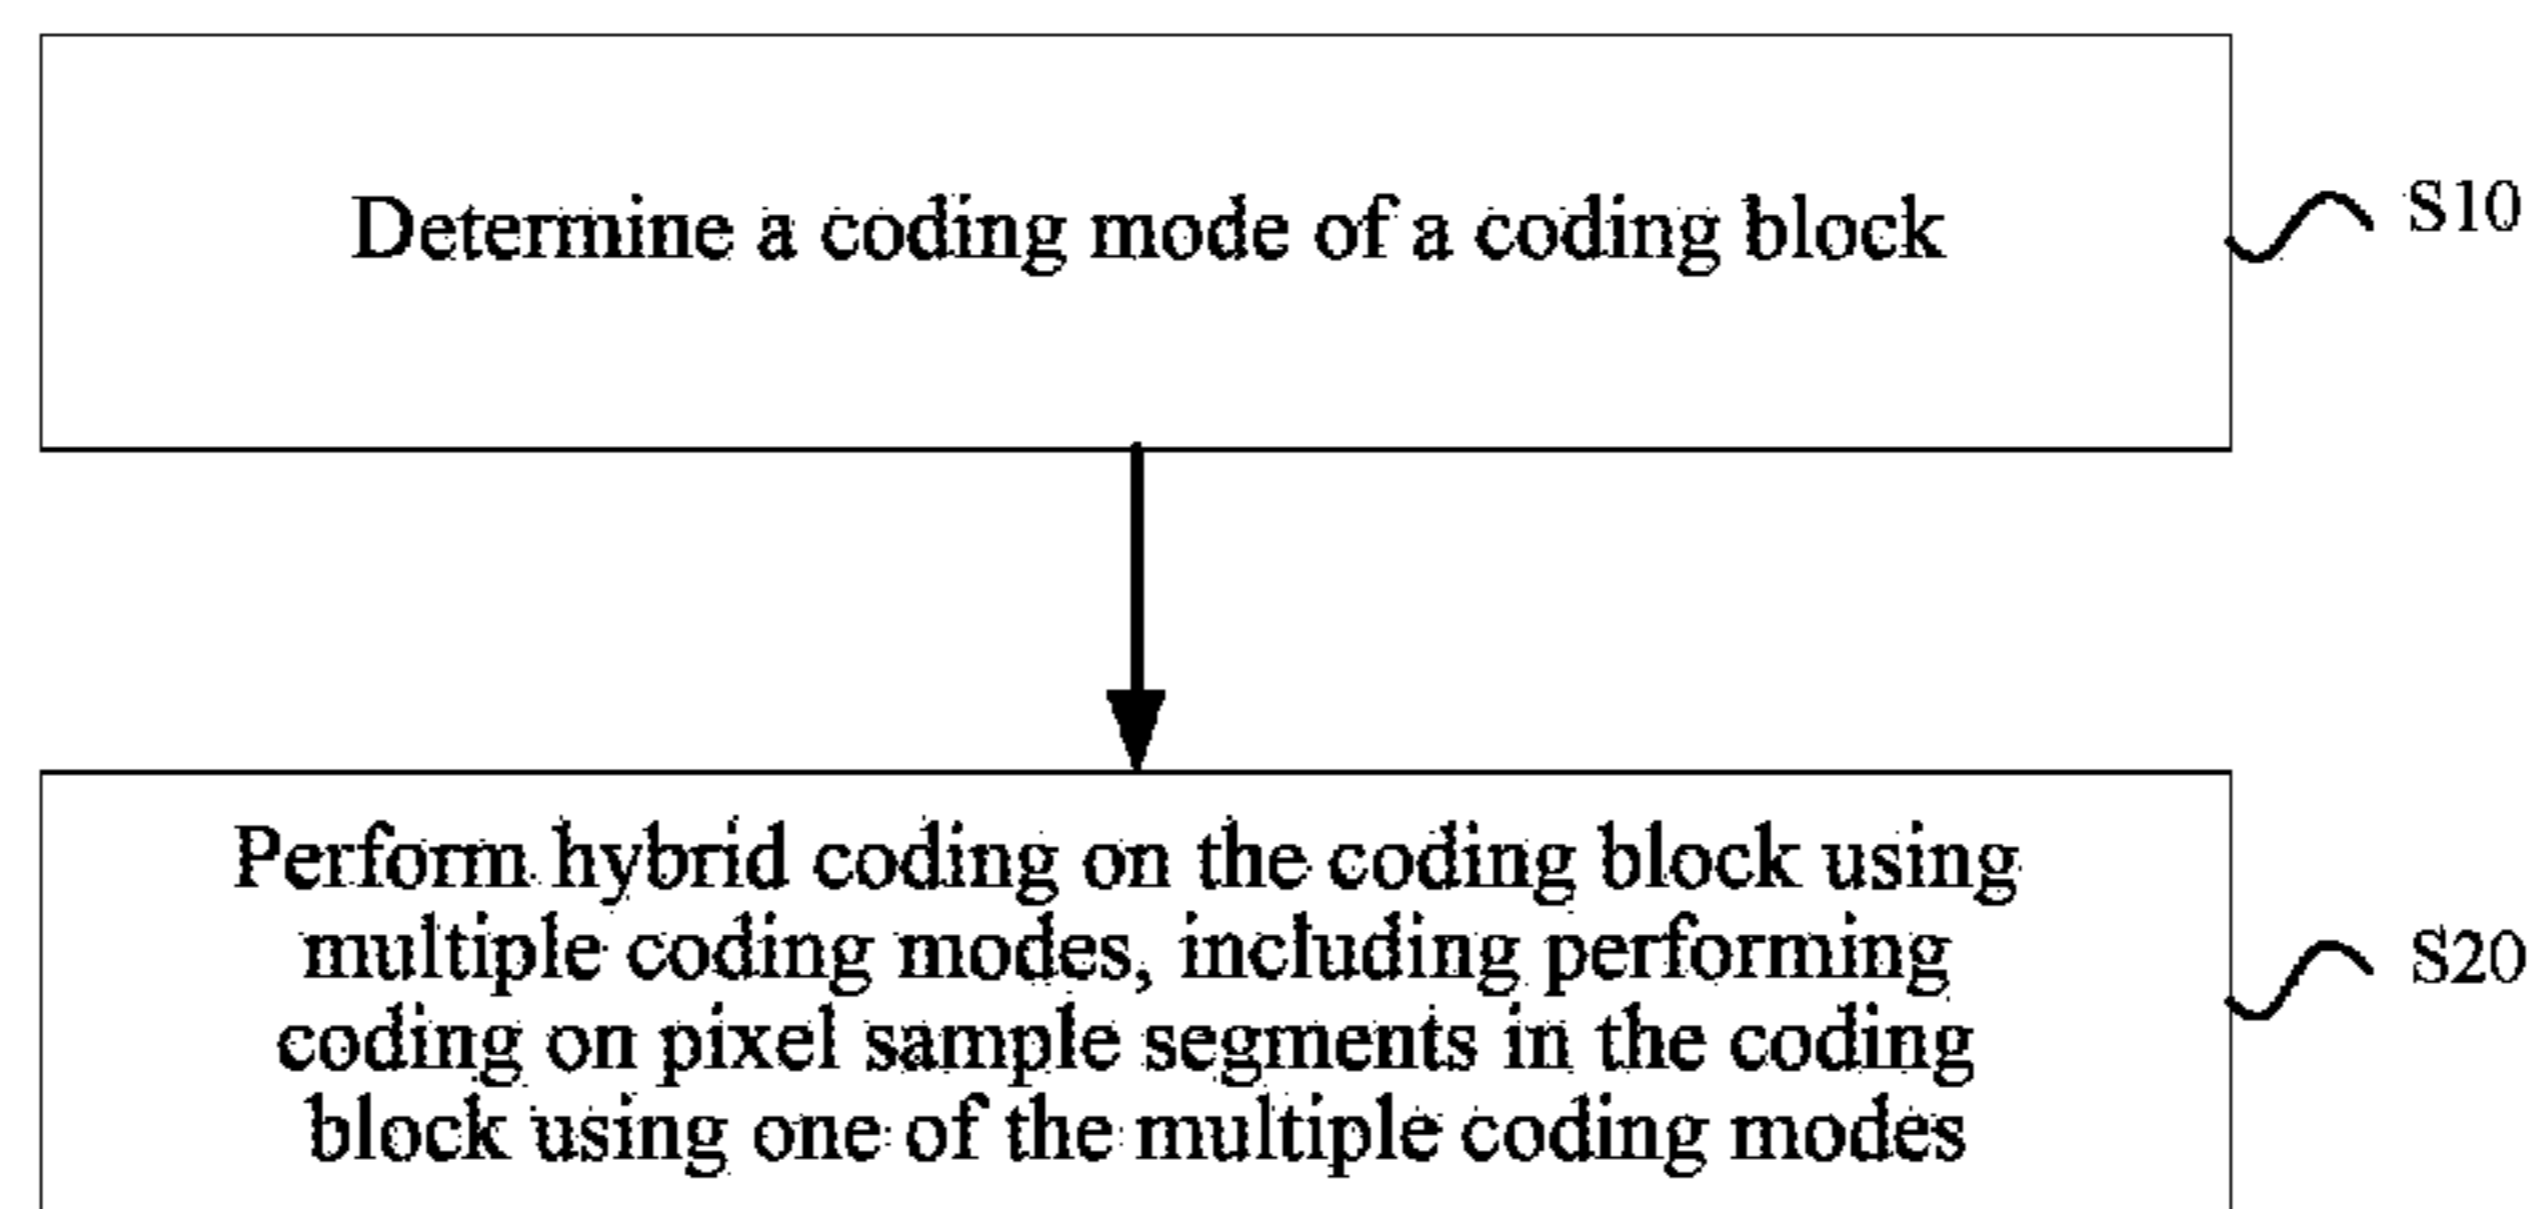 Determine a coding mode of a coding block
S10
Perform hybrid coding on the coding block using
multiple coding modes, including performing
coding on pixel sample segments in the coding
block using one of the multiple coding modes
S20